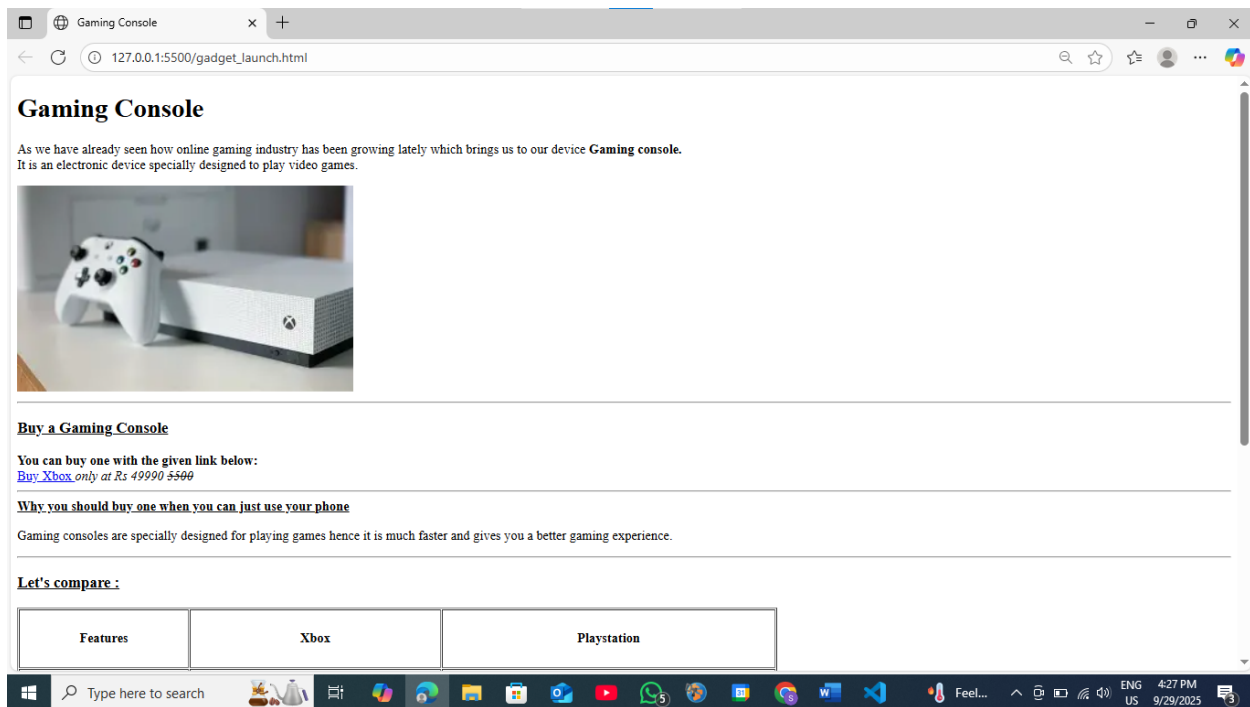 Gaming Console
127.0.0.1:5500/gadget_launch.html
Gaming Console
As we have already seen how online gaming industry has been growing lately which brings us to our device Gaming console.
It is an electronic device specially designed to play video games.
Buy a Gaming Console
You can buy one with the given link below:
Buy Xbox only at Rs 49990 5500
Why you should buy one when you can just use your phone
Gaming consoles are specially designed for playing games hence it is much faster and gives you a better gaming experience.
Let's compare :
Features Xbox Playstation
Type here to search
5
31
S
W
Feel...
ENG
US
4:27 PM
9/29/2025
3